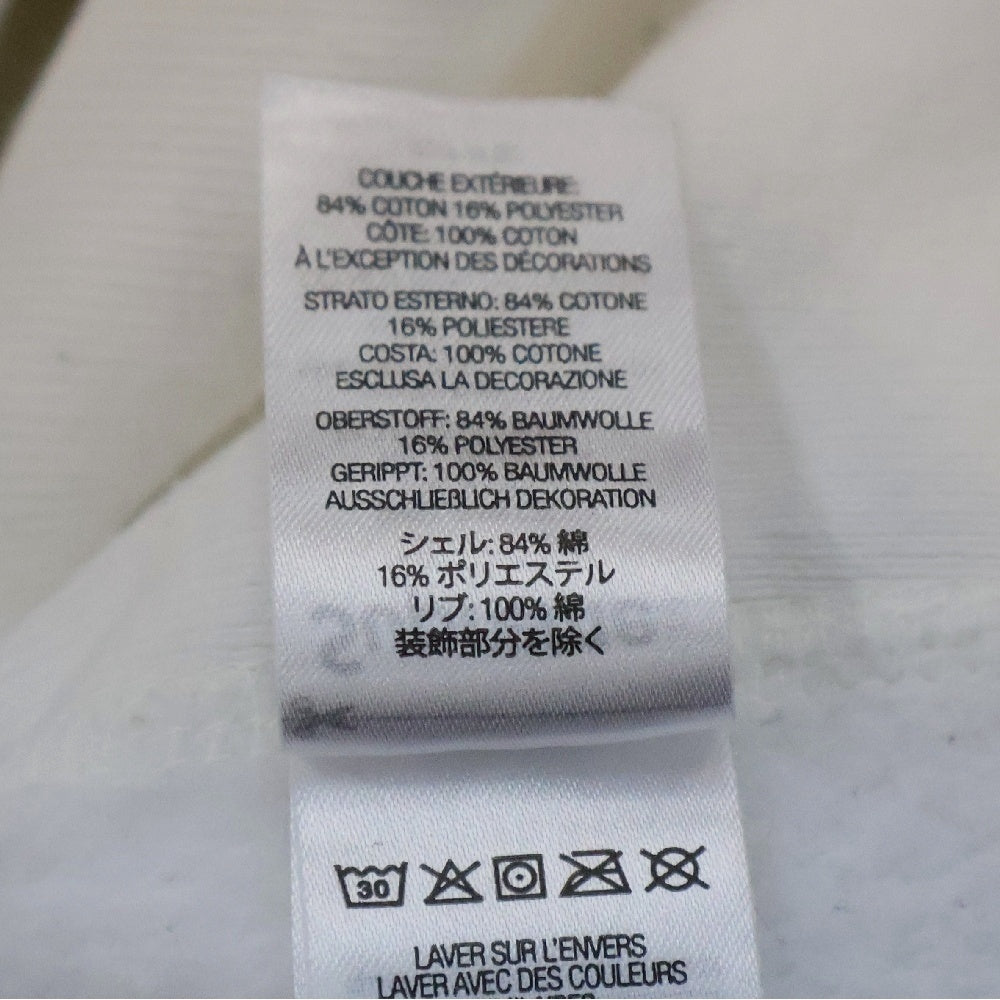 COUCHE EXTÉRIEURE:
84% COTON 16% POLYESTER
CÔTE: 100% COTON
À L'EXCEPTION DES DÉCORATIONS
STRATO ESTERNO: 84% COTONE
16% POLIESTERE
COSTA: 100% COTONE
ESCLUSA LA DECORAZIONE
OBERSTOFF: 84% BAUMWOLLE
16% POLYESTER
GERIPPT: 100% BAUMWOLLE
AUSSCHLIEßLICH DEKORATION
シェル: 84% 綿
16% ポリエステル
リブ: 100% 綿
装飾部分を除く
30
LAVER SUR L'ENVERS
LAVER AVEC DES COULEURS